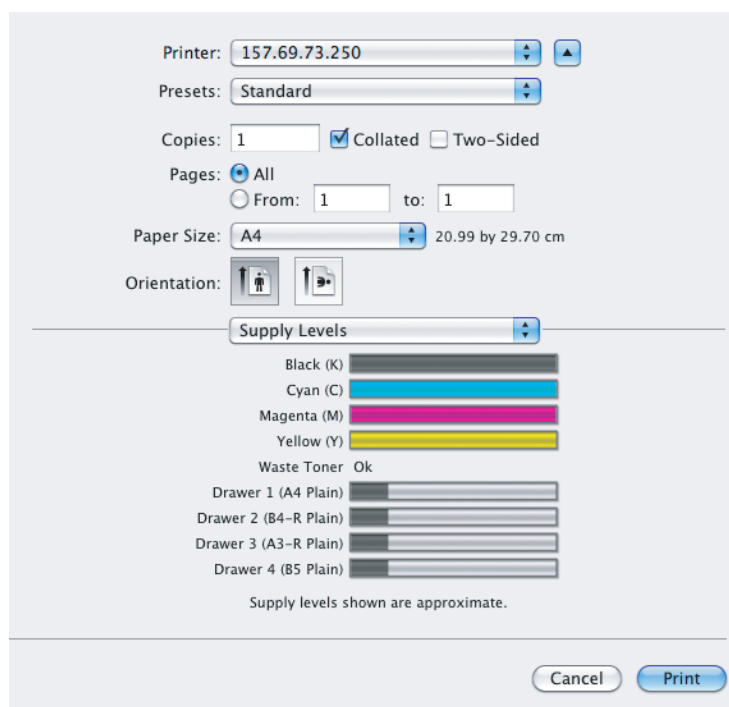 Printer: 157.69.73.250
Presets: Standard
Copies: 1 Collated Two-Sided
Pages: All
From: 1 to: 1
Paper Size: A4 20.99 by 29.70 cm
Orientation:
Supply Levels
Black (K)
Cyan (C)
Magenta (M)
Yellow (Y)
Waste Toner Ok
Drawer 1 (A4 Plain)
Drawer 2 (B4-R Plain)
Drawer 3 (A3-R Plain)
Drawer 4 (B5 Plain)
Supply levels shown are approximate.
Cancel Print